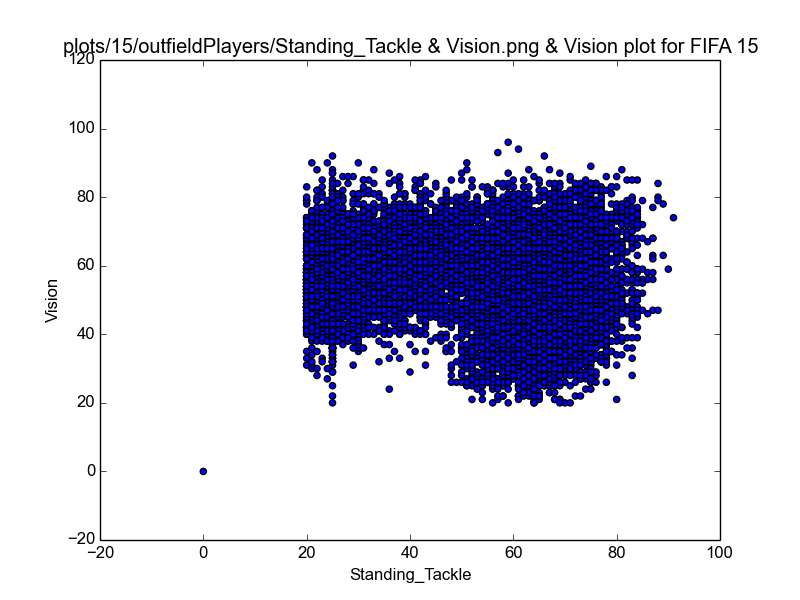 plots/15/outfieldPlayers/Standing_Tackle & Vision.png & Vision plot for FIFA 15
120
100
80
60
40
20
0
−20
Vision
−20 0 20 40 60 80 100
Standing_Tackle